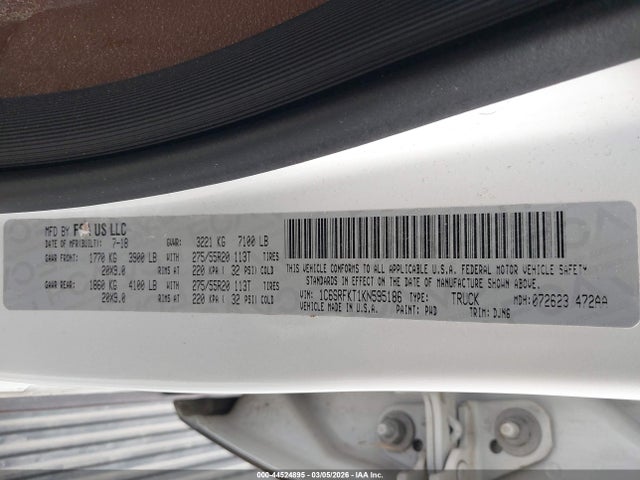 MFD BY FCA US LLC
DATE OF MFR(BUILT): 7-18 GVWR: 3221 KG 7100 LB
GAWR FRONT: 1770 KG 3900 LB WITH 275/55R20 113T TIRES
20X9.0 RIMS AT 220 KPA ( 32 PSI) COLD
GAWR REAR: 1860 KG 4100 LB WITH 275/55R20 113T TIRES
20X9.0 RIMS AT 220 KPA ( 32 PSI) COLD
THIS VEHICLE CONFORMS TO ALL APPLICABLE U.S.A. FEDERAL MOTOR VEHICLE SAFETY
STANDARDS IN EFFECT ON THE DATE OF MANUFACTURE SHOWN ABOVE.
VIN: 1C6SRFKT1KN595186 TYPE: TRUCK MDH: 072623 472AA
VEHICLE MADE IN U.S.A. PAINT: PWD TRIM: DJN6
000-44524895 - 03/05/2026 - IAA Inc.